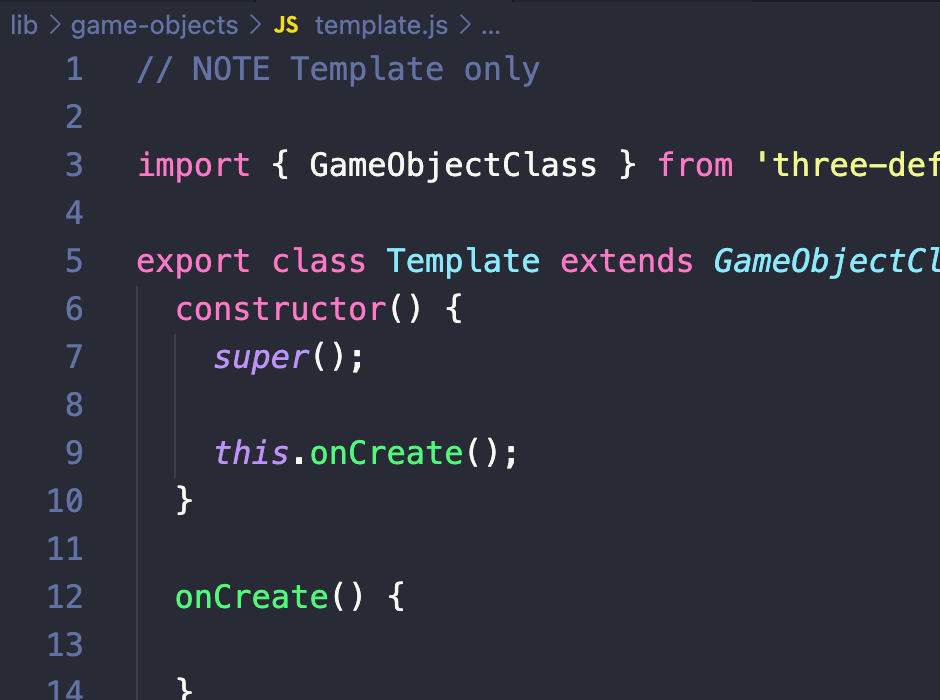 lib > game-objects > JS template.js > ...
1 // NOTE Template only
2
3 import { GameObjectClass } from 'three-def
4
5 export class Template extends GameObjectCl
6 constructor() {
7 super();
8
9 this.onCreate();
10 }
11
12 onCreate() {
13
14 }